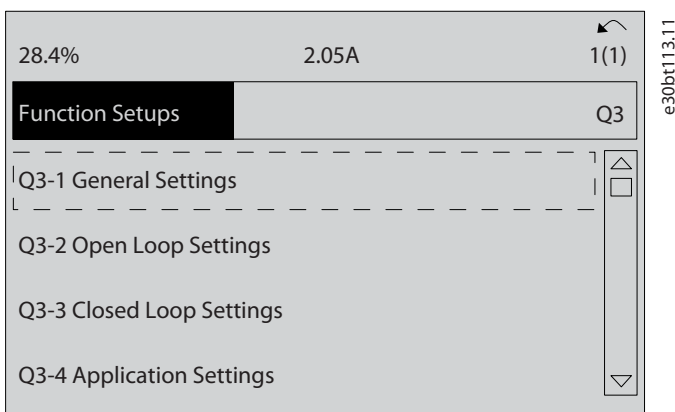 28.4% 2.05A 1(1)
Function Setups Q3
Q3-1 General Settings
Q3-2 Open Loop Settings
Q3-3 Closed Loop Settings
Q3-4 Application Settings
e30bt113.11